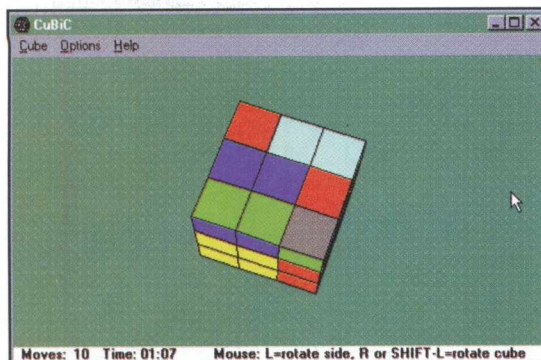 CuBiC
Cube Options Help
Moves: 10 Time: 01:07 Mouse: L=rotate side, R or SHIFT-L=rotate cube